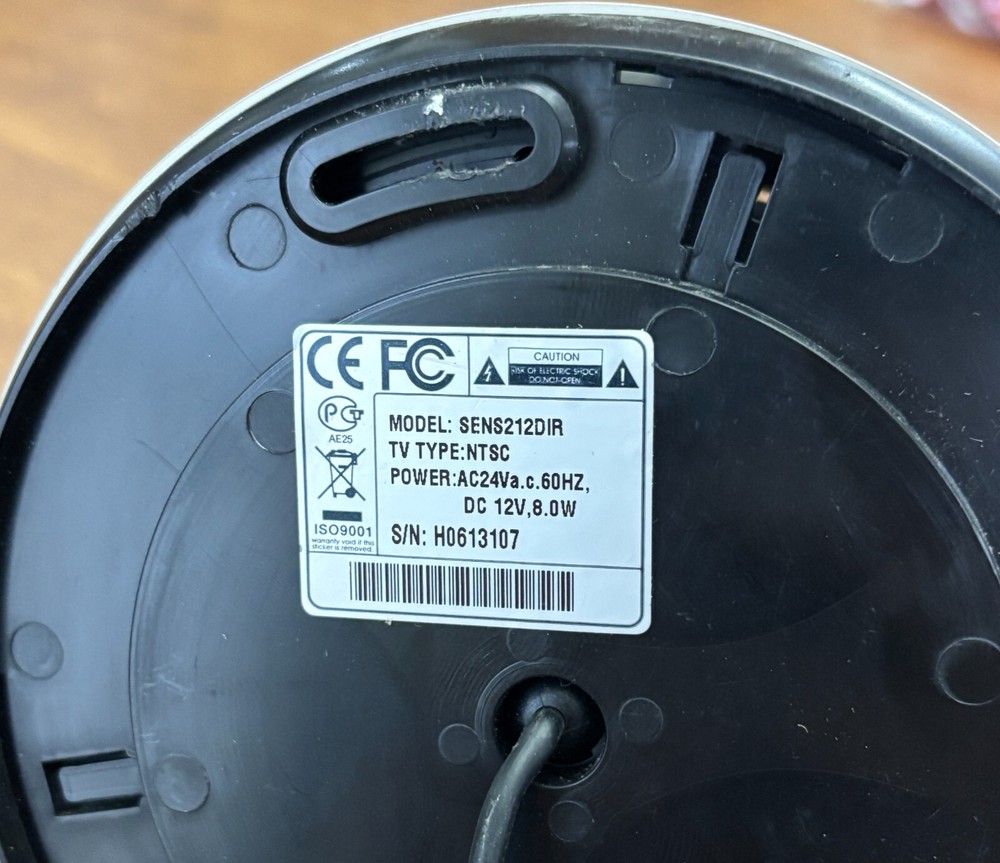 CE FC
CAUTION
RISK OF ELECTRIC SHOCK
DO NOT OPEN
PCT
AE25
MODEL: SENS212DIR
TV TYPE:NTSC
POWER:AC24Va.c.60HZ,
DC 12V,8.0W
S/N: H0613107
ISO9001
warranty void if this
sticker is removed